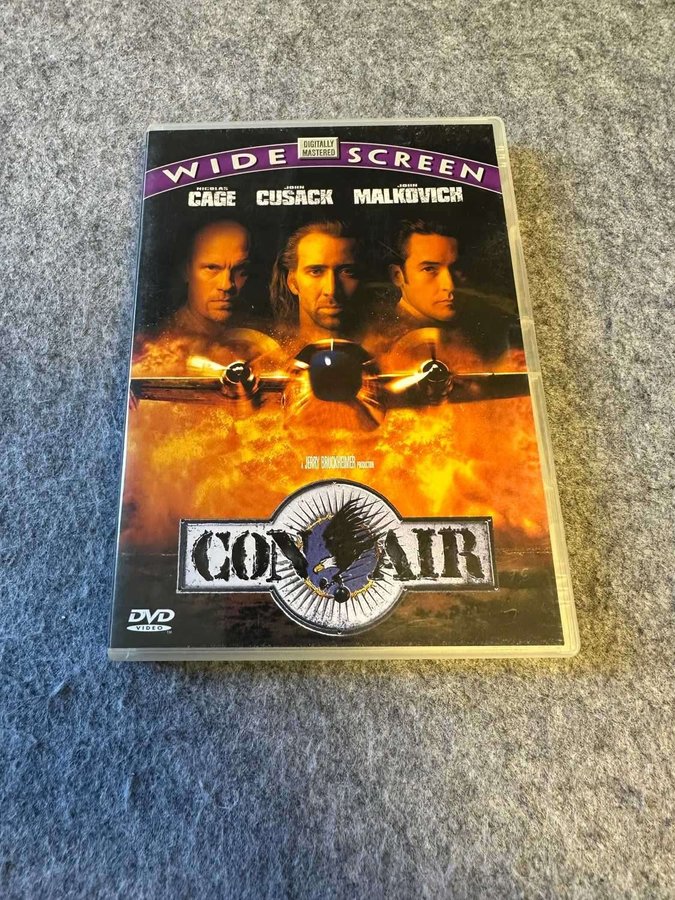 WIDE DIGITALLY MASTERED SCREEN
NICOLAS CAGE JOHN CUSACK JOHN MALKOVICH
A JERRY BRUCKHEIMER PRODUCTION
CON AIR
DVD
VIDEO